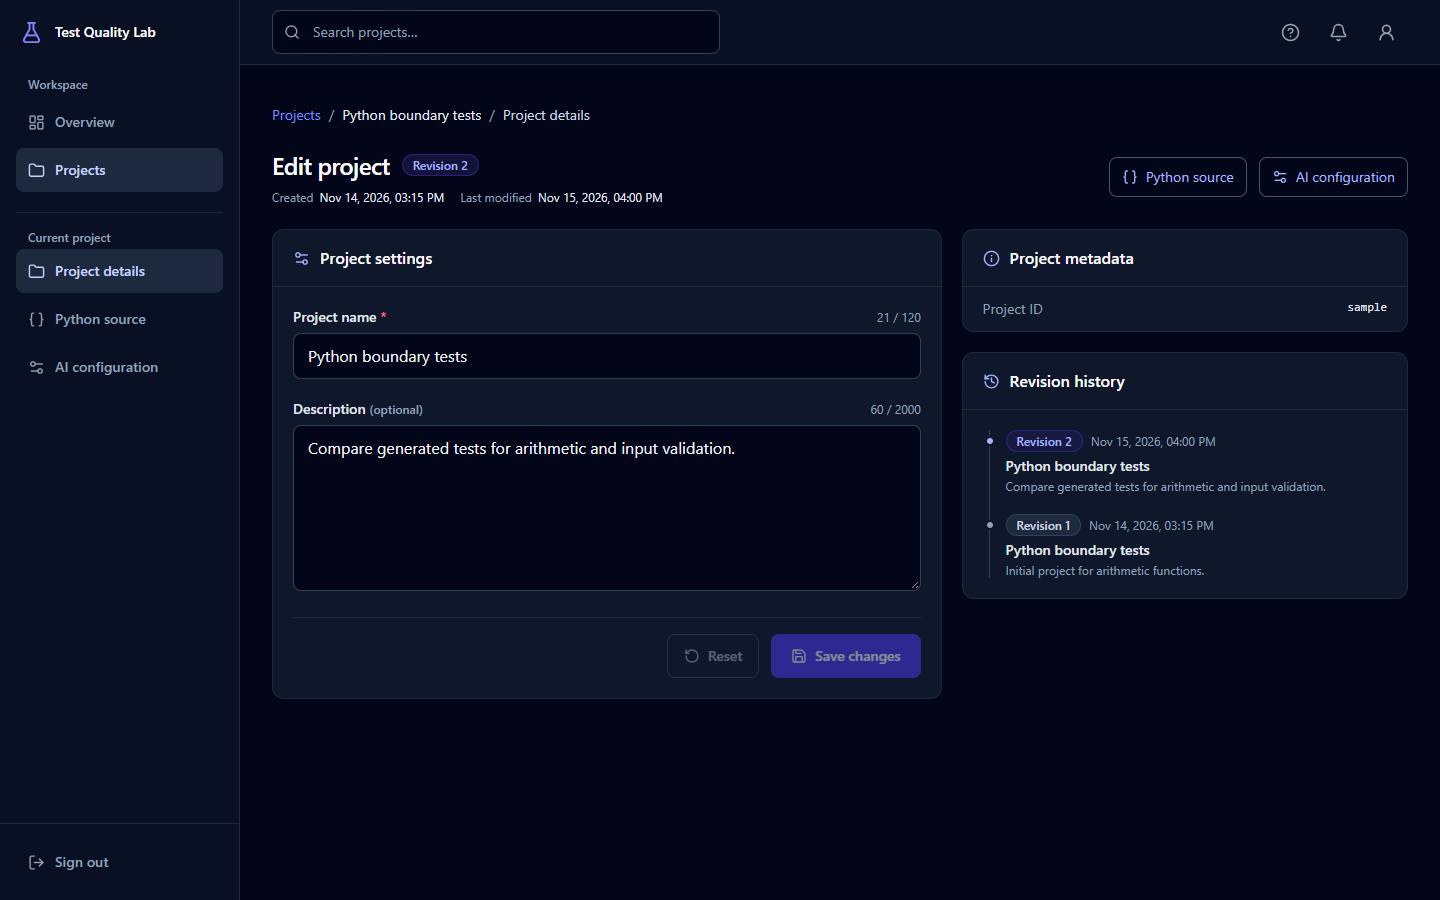 Test Quality Lab
Search projects...
Workspace
Overview
Projects
Current project
Project details
Python source
AI configuration
Sign out
Projects / Python boundary tests / Project details
Edit project Revision 2
Created Nov 14, 2026, 03:15 PM Last modified Nov 15, 2026, 04:00 PM
Python source
AI configuration
Project settings
Project name * 21 / 120
Python boundary tests
Description (optional) 60 / 2000
Compare generated tests for arithmetic and input validation.
Reset
Save changes
Project metadata
Project ID sample
Revision history
Revision 2 Nov 15, 2026, 04:00 PM
Python boundary tests
Compare generated tests for arithmetic and input validation.
Revision 1 Nov 14, 2026, 03:15 PM
Python boundary tests
Initial project for arithmetic functions.